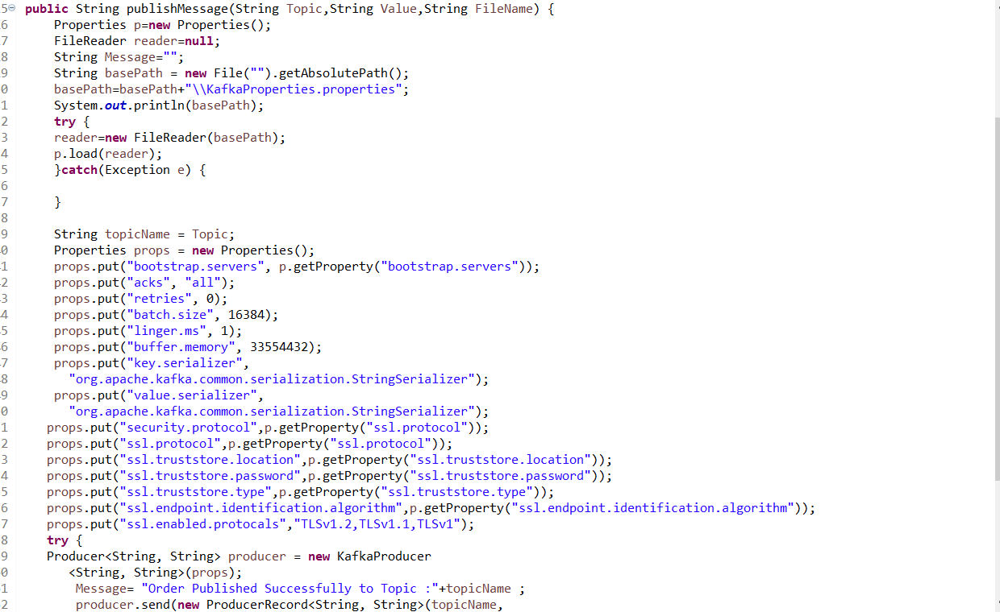 5 public String publishMessage(String Topic,String Value,String FileName) {
6 Properties p=new Properties();
7 FileReader reader=null;
8 String Message="";
9 String basePath = new File("").getAbsolutePath();
0 basePath=basePath+"\\KafkaProperties.properties";
1 System.out.println(basePath);
2 try {
3 reader=new FileReader(basePath);
4 p.load(reader);
5 }catch(Exception e) {
6
7 }
8
9 String topicName = Topic;
0 Properties props = new Properties();
1 props.put("bootstrap.servers", p.getProperty("bootstrap.servers"));
2 props.put("acks", "all");
3 props.put("retries", 0);
4 props.put("batch.size", 16384);
5 props.put("linger.ms", 1);
6 props.put("buffer.memory", 33554432);
7 props.put("key.serializer",
8 "org.apache.kafka.common.serialization.StringSerializer");
9 props.put("value.serializer",
0 "org.apache.kafka.common.serialization.StringSerializer");
1 props.put("security.protocol",p.getProperty("ssl.protocol"));
2 props.put("ssl.protocol",p.getProperty("ssl.protocol"));
3 props.put("ssl.truststore.location",p.getProperty("ssl.truststore.location"));
4 props.put("ssl.truststore.password",p.getProperty("ssl.truststore.password"));
5 props.put("ssl.truststore.type",p.getProperty("ssl.truststore.type"));
6 props.put("ssl.endpoint.identification.algorithm",p.getProperty("ssl.endpoint.identification.algorithm"));
7 props.put("ssl.enabled.protocals","TLSv1.2,TLSv1.1,TLSv1");
8 try {
9 Producer<String, String> producer = new KafkaProducer
0 <String, String>(props);
1 Message= "Order Published Successfully to Topic :"+topicName ;
2 producer.send(new ProducerRecord<String, String>(topicName,